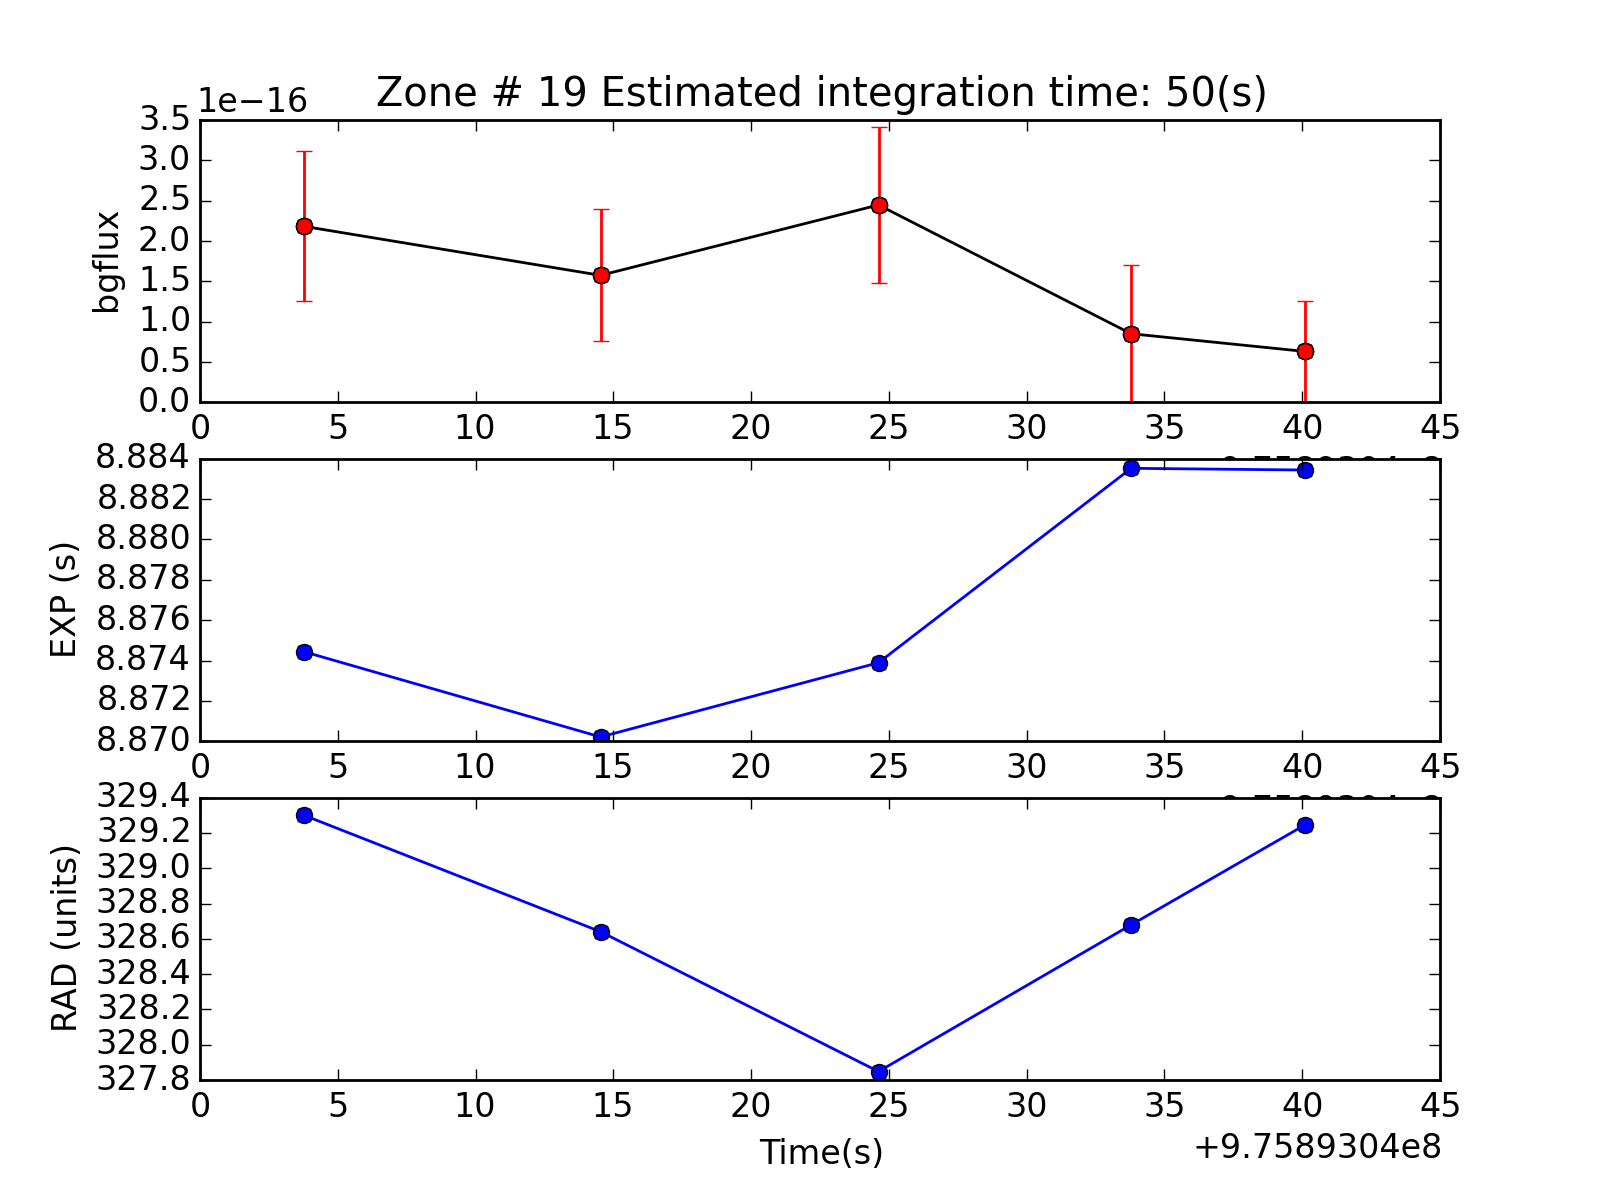 Zone # 19 Estimated integration time: 50(s)
1e−16
3.5
3.0
2.5
2.0
1.5
1.0
0.5
0.0
bgflux
0 5 10 15 20 25 30 35 40 45
8.884
8.882
8.880
8.878
8.876
8.874
8.872
8.870
EXP (s)
0 5 10 15 20 25 30 35 40 45
329.4
329.2
329.0
328.8
328.6
328.4
328.2
328.0
327.8
RAD (units)
0 5 10 15 20 25 30 35 40 45
Time(s)
+9.7589304e8